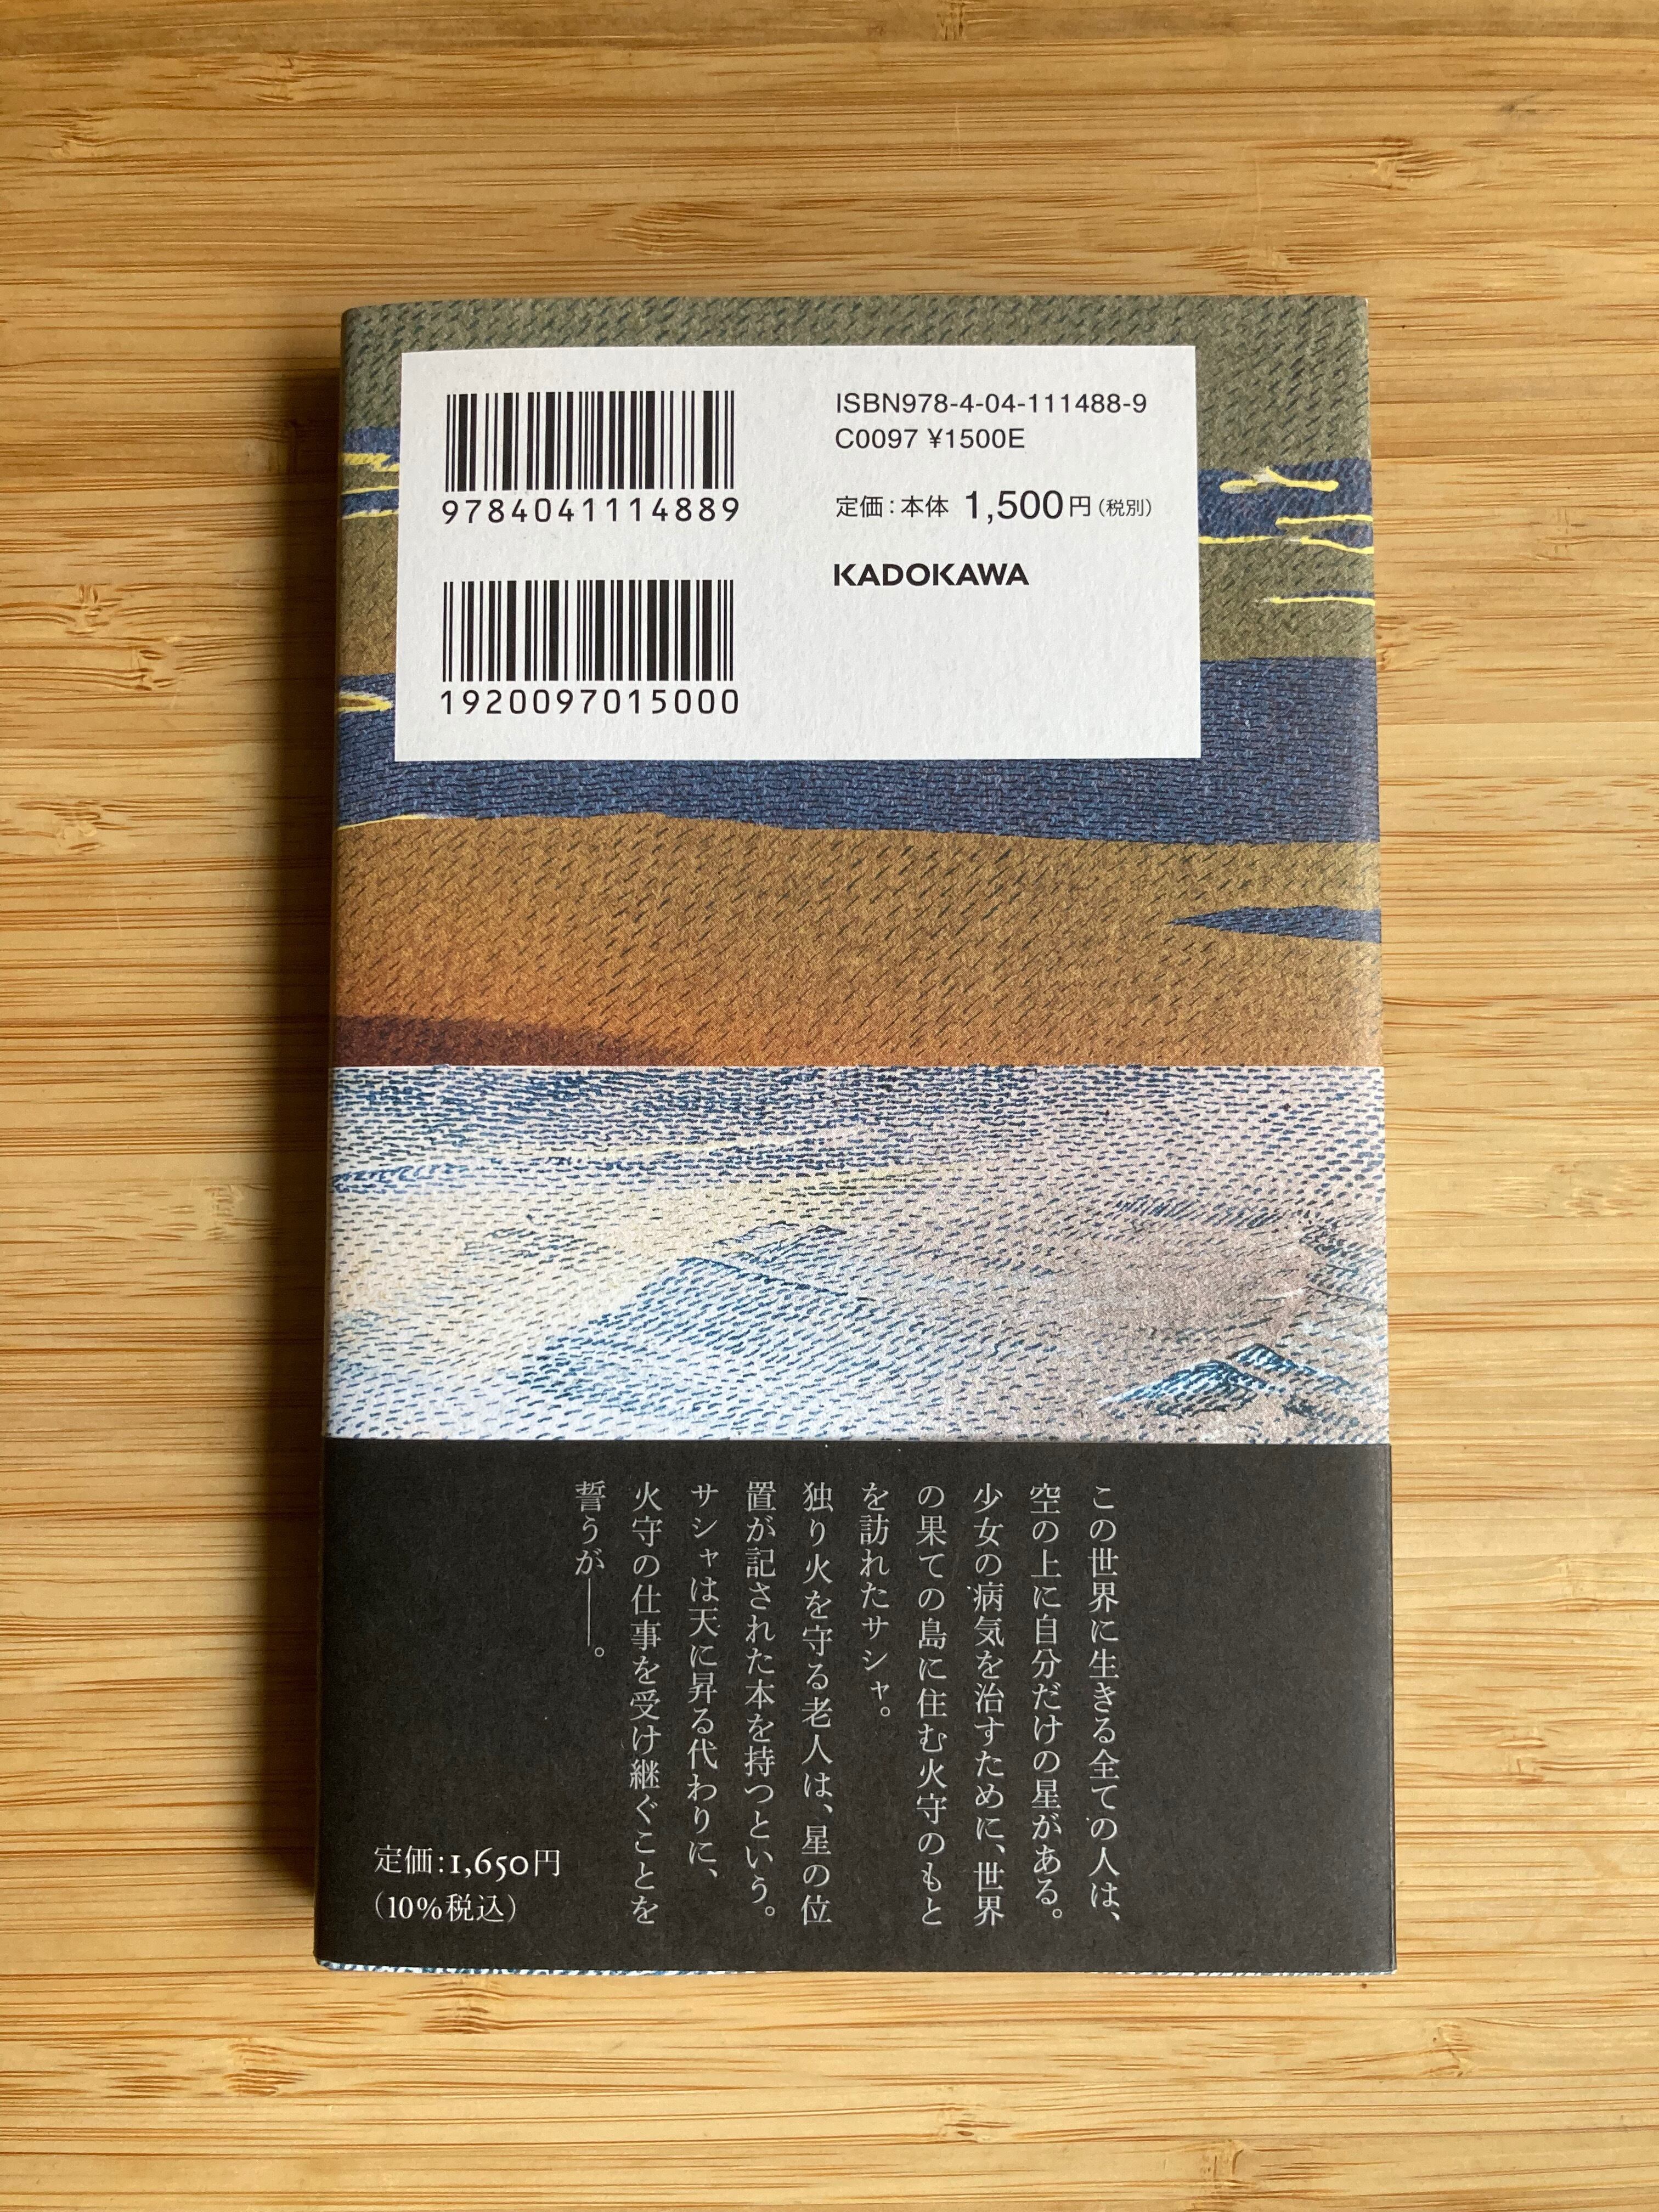 9784041114889
1920097015000
ISBN978-4-04-111488-9
C0097 ¥1500E
定価：本体 1,500円（税別）
KADOKAWA
この世界に生きる全ての人は、
空の上に自分だけの星がある。
少女の病気を治すために、世界
の果ての島に住む火守のもと
を訪れたサシャ。
独り火を守る老人は、星の位
置が記された本を持つという。
サシャは天に昇る代わりに、
火守の仕事を受け継ぐことを
誓うが――。
定価：1,650円
（10%税込）